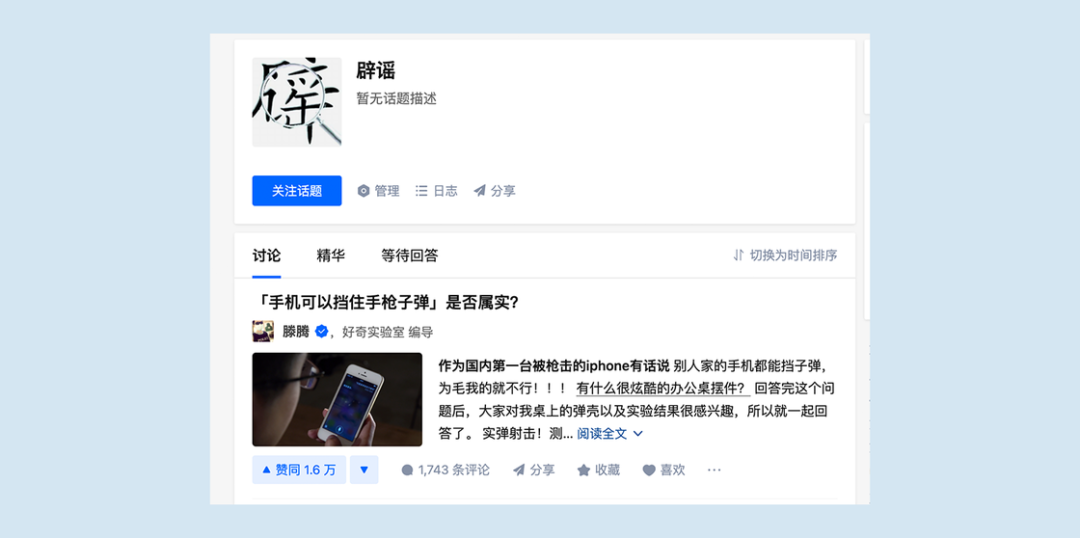 辟谣
暂无话题描述
关注话题 管理 日志 分享
讨论 精华 等待回答 切换为时间排序
「手机可以挡住手枪子弹」是否属实?
滕腾 ，好奇实验室 编导
作为国内第一台被枪击的iphone有话说 别人家的手机都能挡子弹，
为毛我的就不行！！！ 有什么很炫酷的办公桌摆件? 回答完这个问
题后，大家对我桌上的弹壳以及实验结果很感兴趣，所以就一起回
答了。 实弹射击！测... 阅读全文
赞同 1.6 万 1,743 条评论 分享 收藏 喜欢 ···